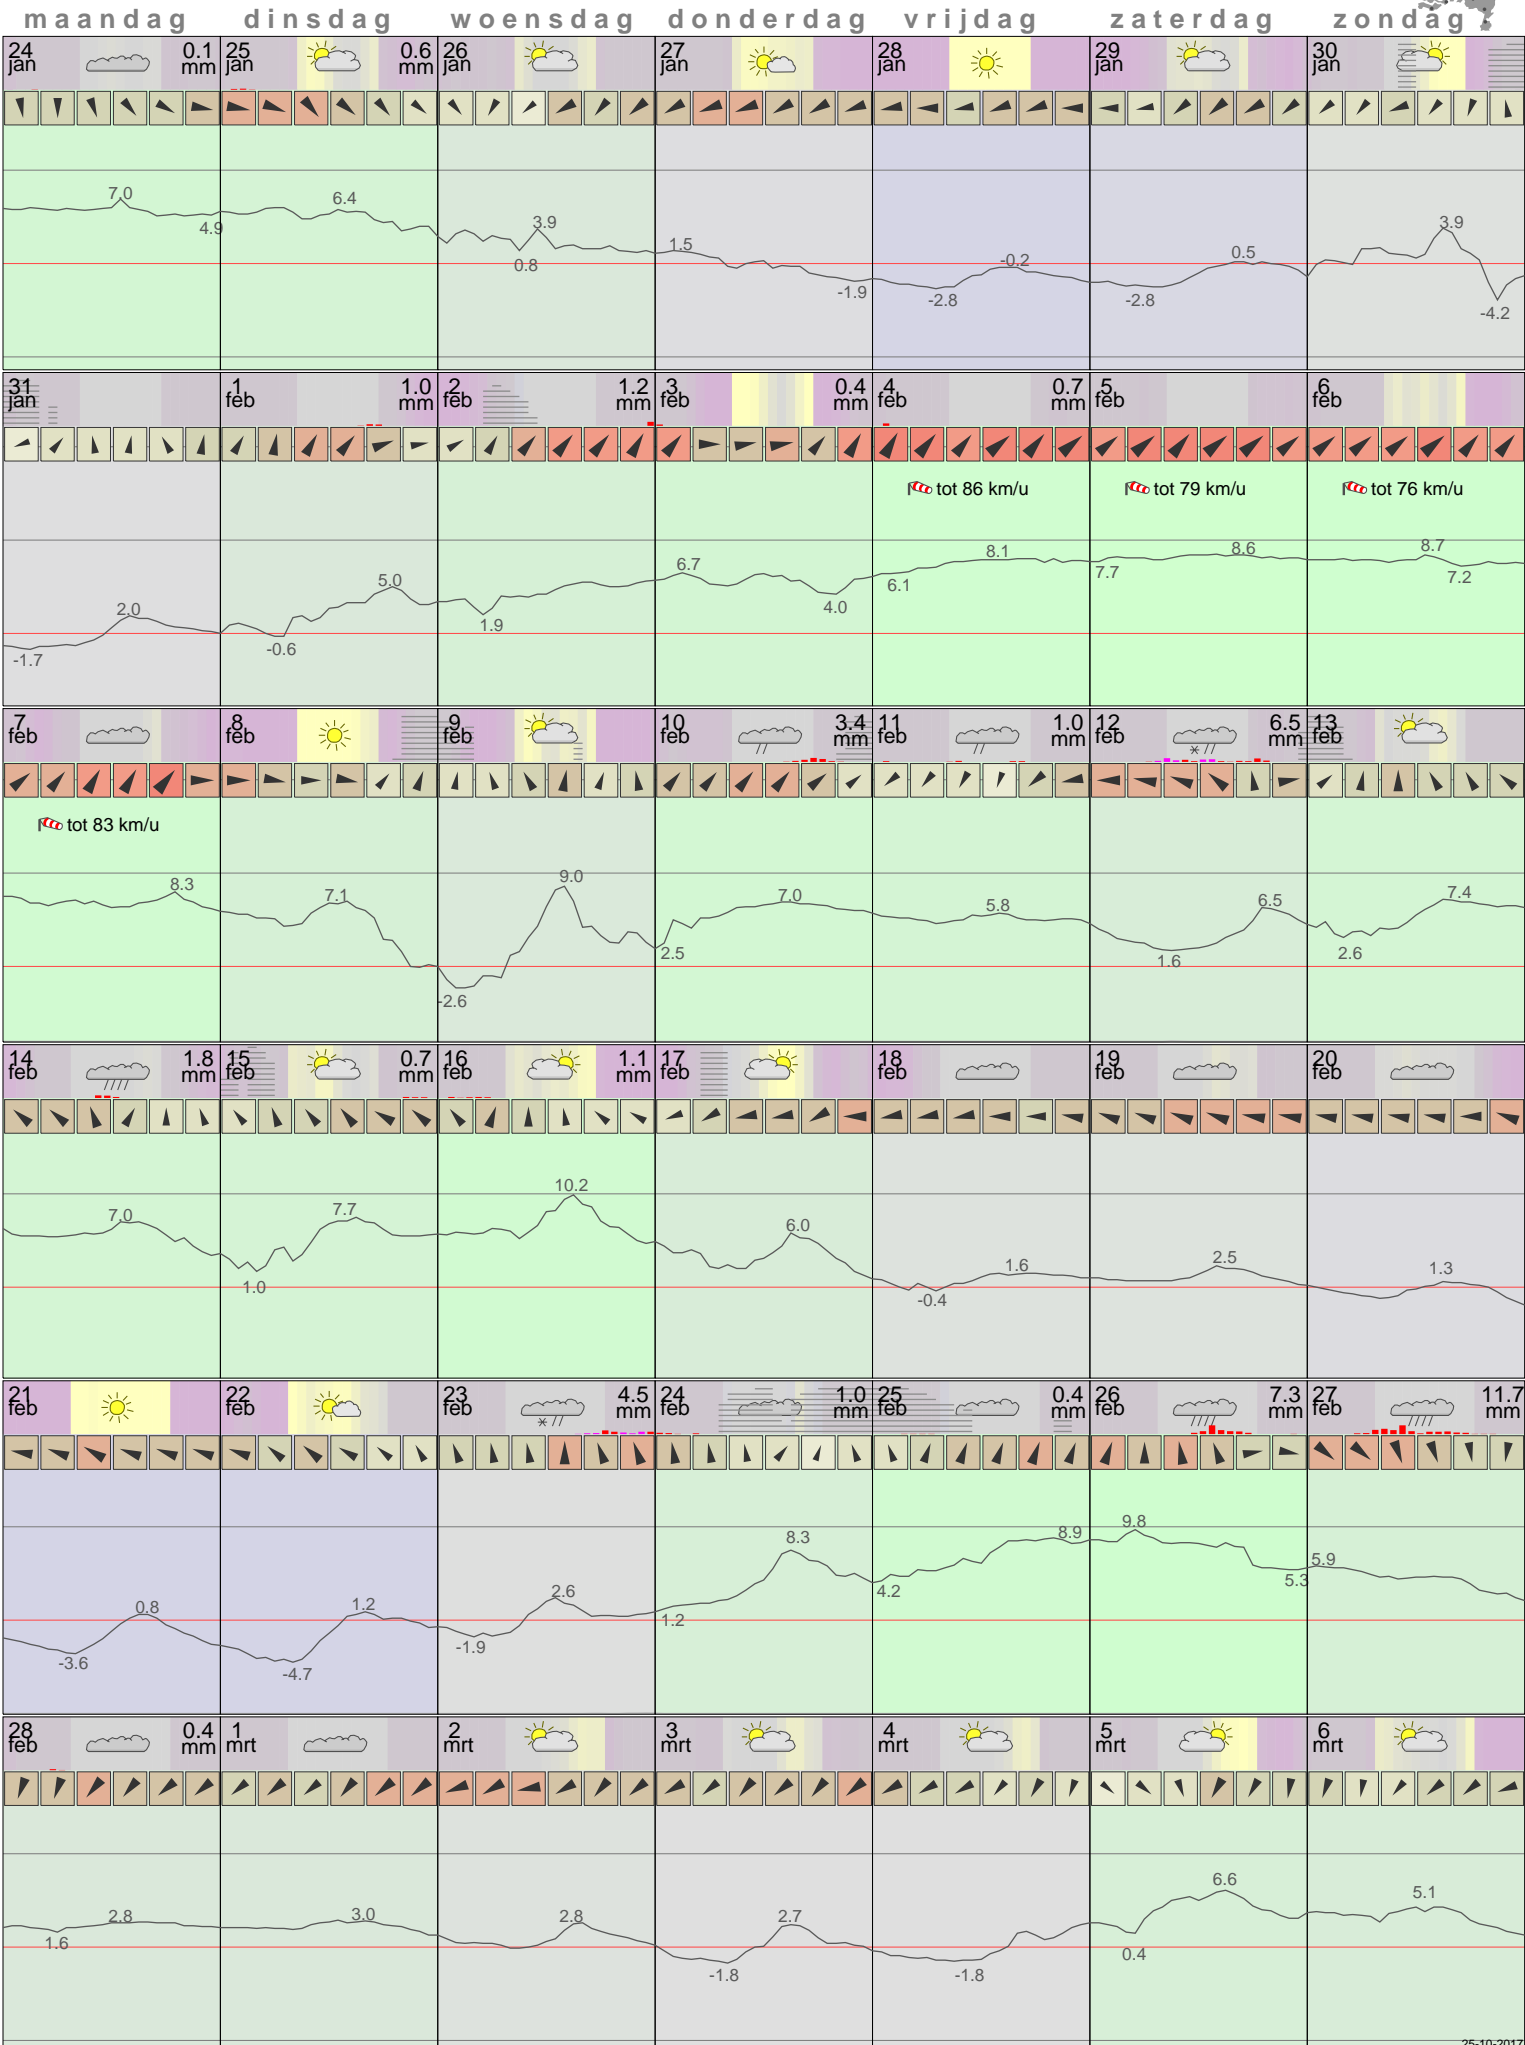 maandag dinsdag woensdag donderdag vrijdag zaterdag zondag
24 jan 0.1 mm 25 jan 0.6 mm 26 jan 27 jan 28 jan 29 jan 30 jan
7.0 4.9 6.4 3.9 0.8 1.5 -1.9 -2.8 -0.2 -2.8 0.5 3.9 -4.2
31 jan 1 feb 1.0 mm 2 feb 1.2 mm 3 feb 0.4 mm 4 feb 0.7 mm 5 feb 6 feb
tot 86 km/u tot 79 km/u tot 76 km/u
-1.7 2.0 -0.6 5.0 1.9 6.7 4.0 6.1 8.1 7.7 8.6 8.7 7.2
7 feb 8 feb 9 feb 10 feb 3.4 mm 11 feb 1.0 mm 12 feb 6.5 mm 13 feb
tot 83 km/u
8.3 7.1 -2.6 9.0 2.5 7.0 5.8 1.6 6.5 2.6 7.4
14 feb 1.8 mm 15 feb 0.7 mm 16 feb 1.1 mm 17 feb 18 feb 19 feb 20 feb
7.0 1.0 7.7 10.2 6.0 -0.4 1.6 2.5 1.3
21 feb 22 feb 23 feb 4.5 mm 24 feb 1.0 mm 25 feb 0.4 mm 26 feb 7.3 mm 27 feb 11.7 mm
-3.6 0.8 -4.7 1.2 -1.9 2.6 1.2 8.3 4.2 8.9 9.8 5.3 5.9
28 feb 0.4 mm 1 mrt 2 mrt 3 mrt 4 mrt 5 mrt 6 mrt
1.6 2.8 3.0 2.8 -1.8 2.7 -1.8 0.4 6.6 5.1
25-10-2017